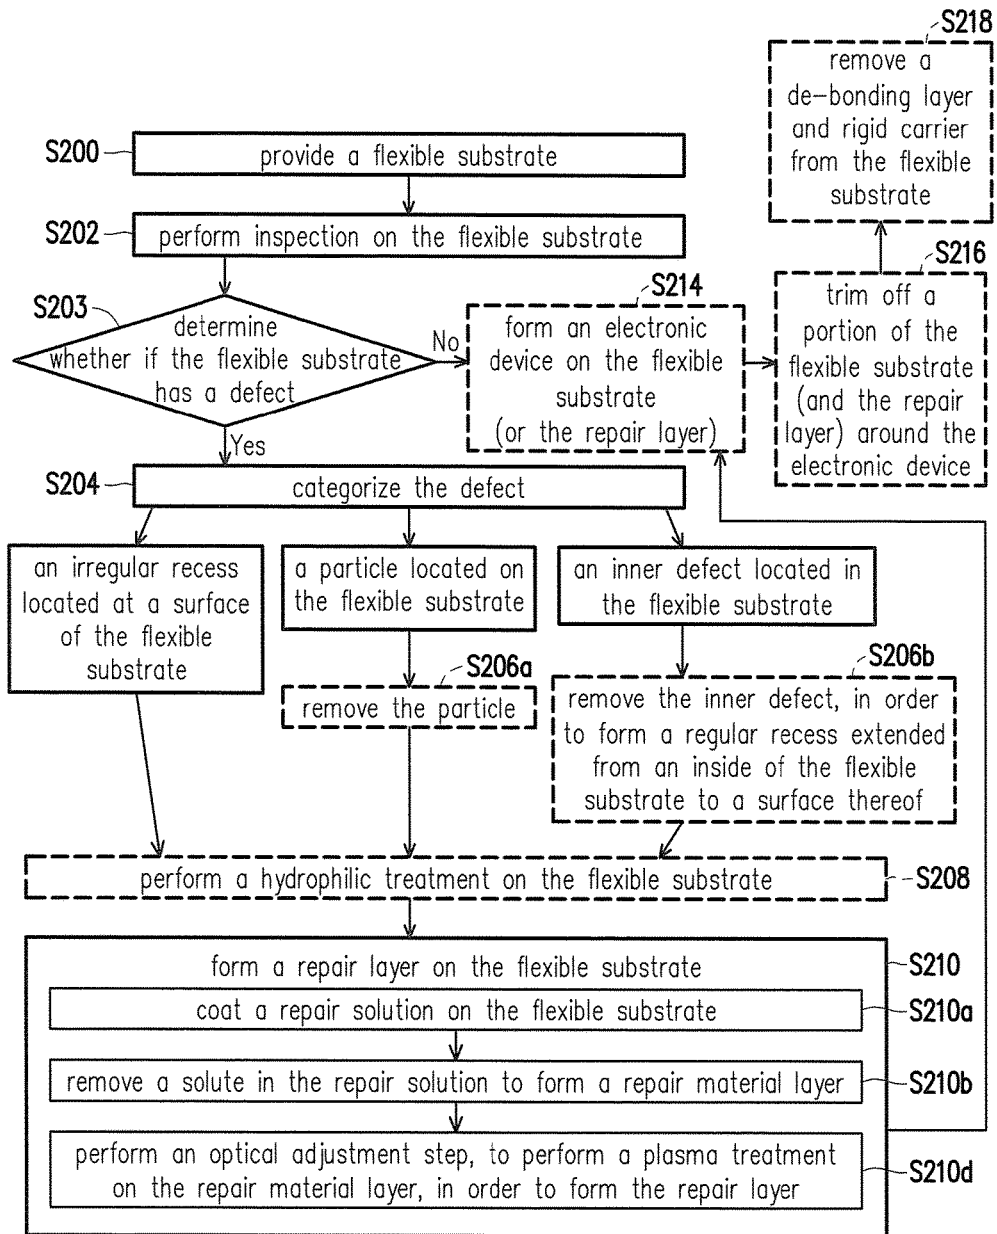 S200
provide a flexible substrate
S202
perform inspection on the flexible substrate
S203
determine
whether if the flexible substrate
has a defect
No
Yes
S214
form an electronic
device on the flexible
substrate
(or the repair layer)
S216
trim off a
portion of the
flexible substrate
(and the repair
layer) around the
electronic device
S218
remove a
de-bonding layer
and rigid carrier
from the flexible
substrate
S204
categorize the defect
an irregular recess
located at a surface
of the flexible
substrate
a particle located on
the flexible substrate
an inner defect located in
the flexible substrate
S206a
remove the particle
S206b
remove the inner defect, in order
to form a regular recess extended
from an inside of the flexible
substrate to a surface thereof
perform a hydrophilic treatment on the flexible substrate
S208
form a repair layer on the flexible substrate
S210
coat a repair solution on the flexible substrate
S210a
remove a solute in the repair solution to form a repair material layer
S210b
perform an optical adjustment step, to perform a plasma treatment
on the repair material layer, in order to form the repair layer
S210d